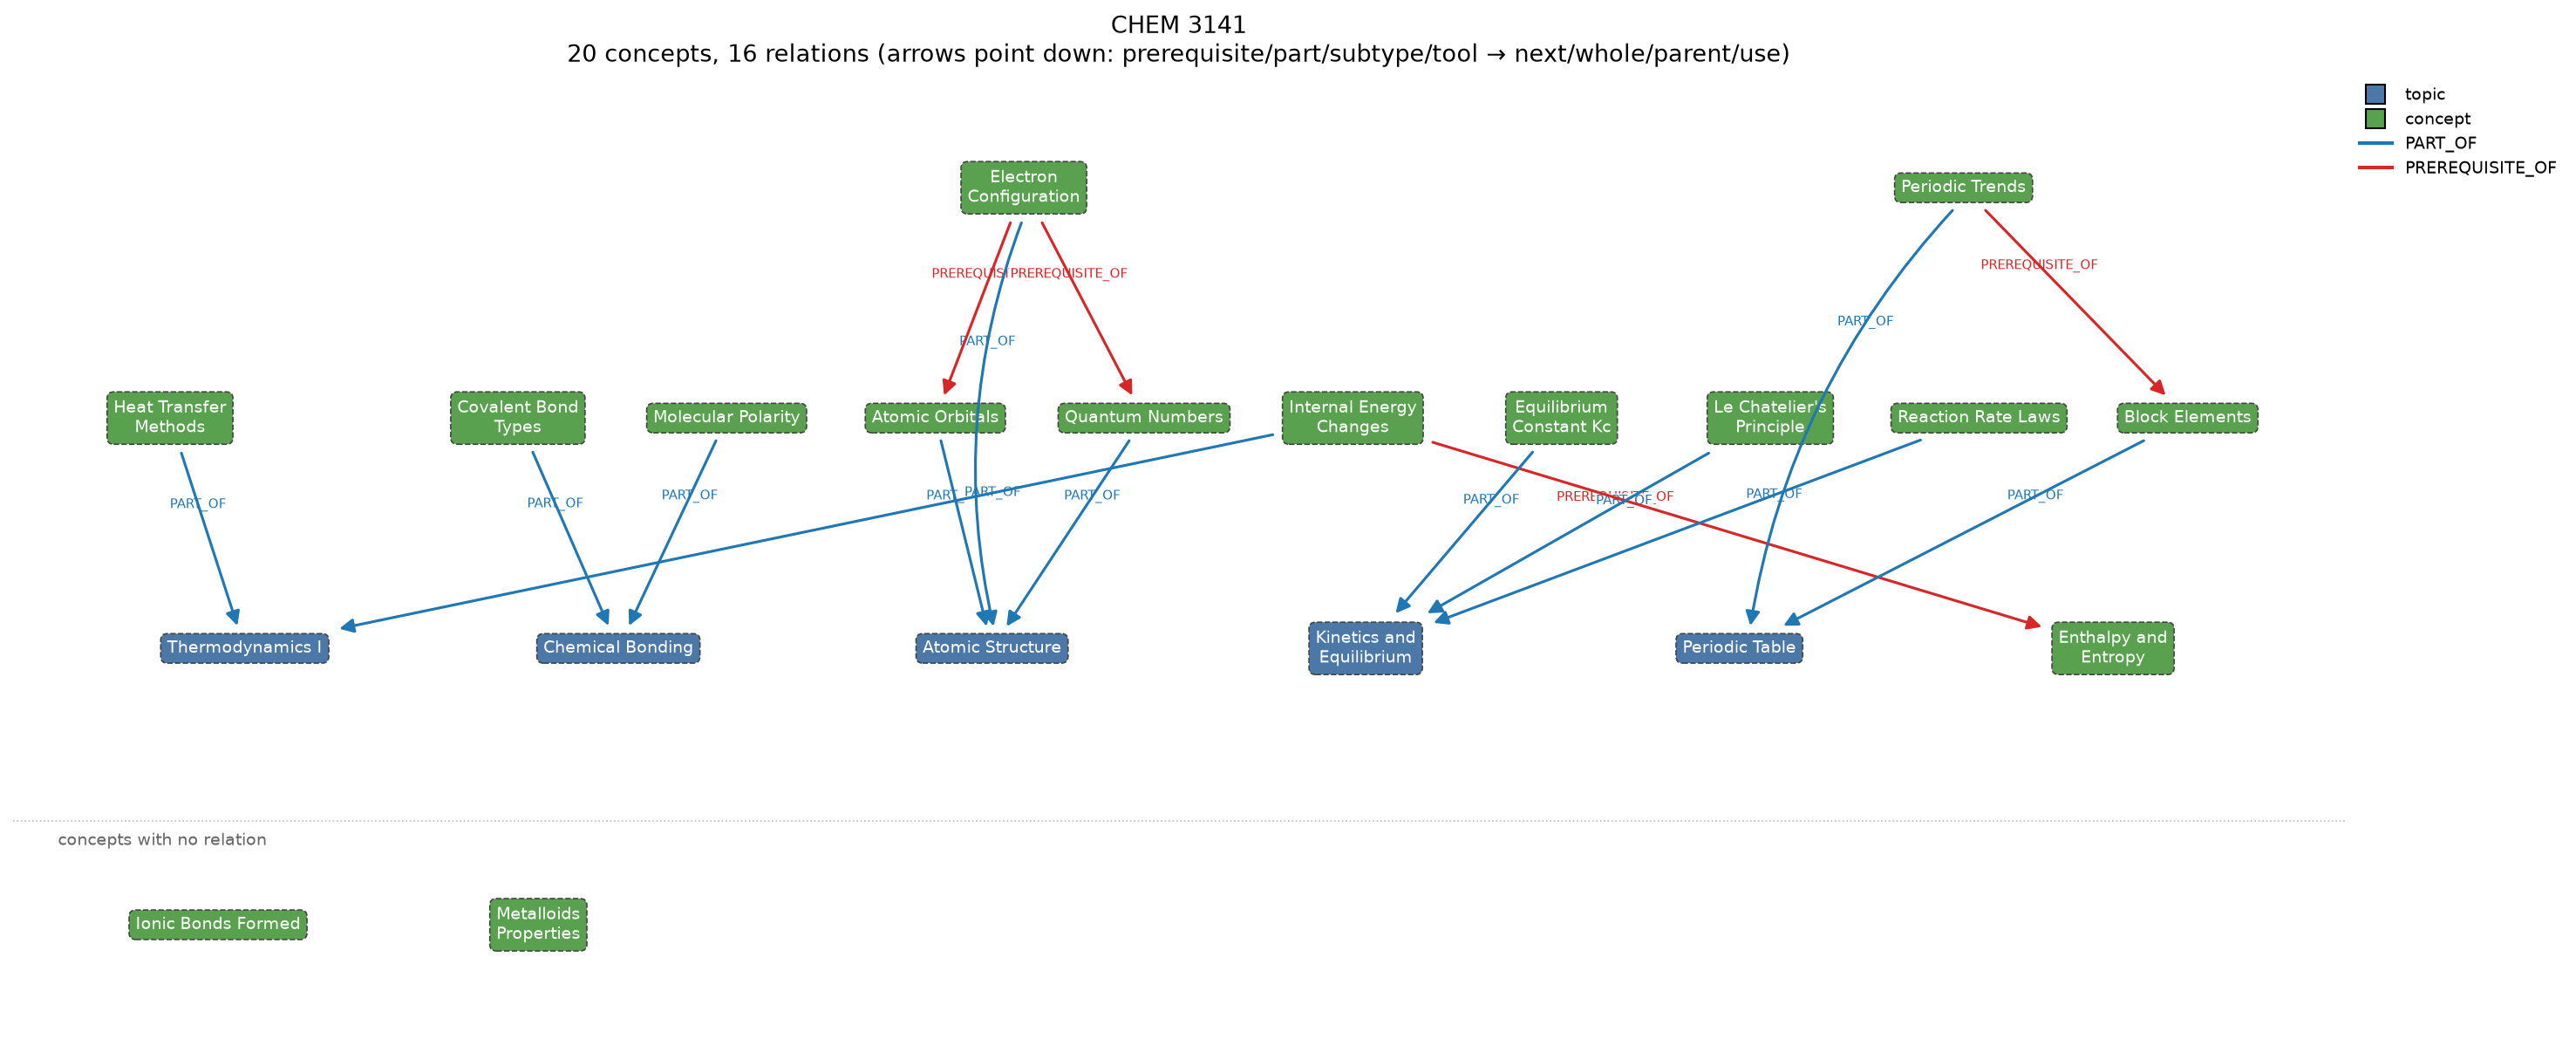 CHEM 3141
20 concepts, 16 relations (arrows point down: prerequisite/part/subtype/tool → next/whole/parent/use)
topic
concept
PART_OF
PREREQUISITE_OF
Electron
Configuration
Periodic Trends
PREREQUISITE_OF
PREREQUISITE_OF
PREREQUISITE_OF
PART_OF
PART_OF
Heat Transfer
Methods
Covalent Bond
Types
Molecular Polarity
Atomic Orbitals
Quantum Numbers
Internal Energy
Changes
Equilibrium
Constant Kc
Le Chatelier's
Principle
Reaction Rate Laws
Block Elements
PART_OF
PART_OF
PART_OF
PART_OF
PART_OF
PART_OF
PART_OF
PREREQUISITE_OF
PART_OF
PART_OF
PART_OF
Thermodynamics I
Chemical Bonding
Atomic Structure
Kinetics and
Equilibrium
Periodic Table
Enthalpy and
Entropy
concepts with no relation
Ionic Bonds Formed
Metalloids
Properties